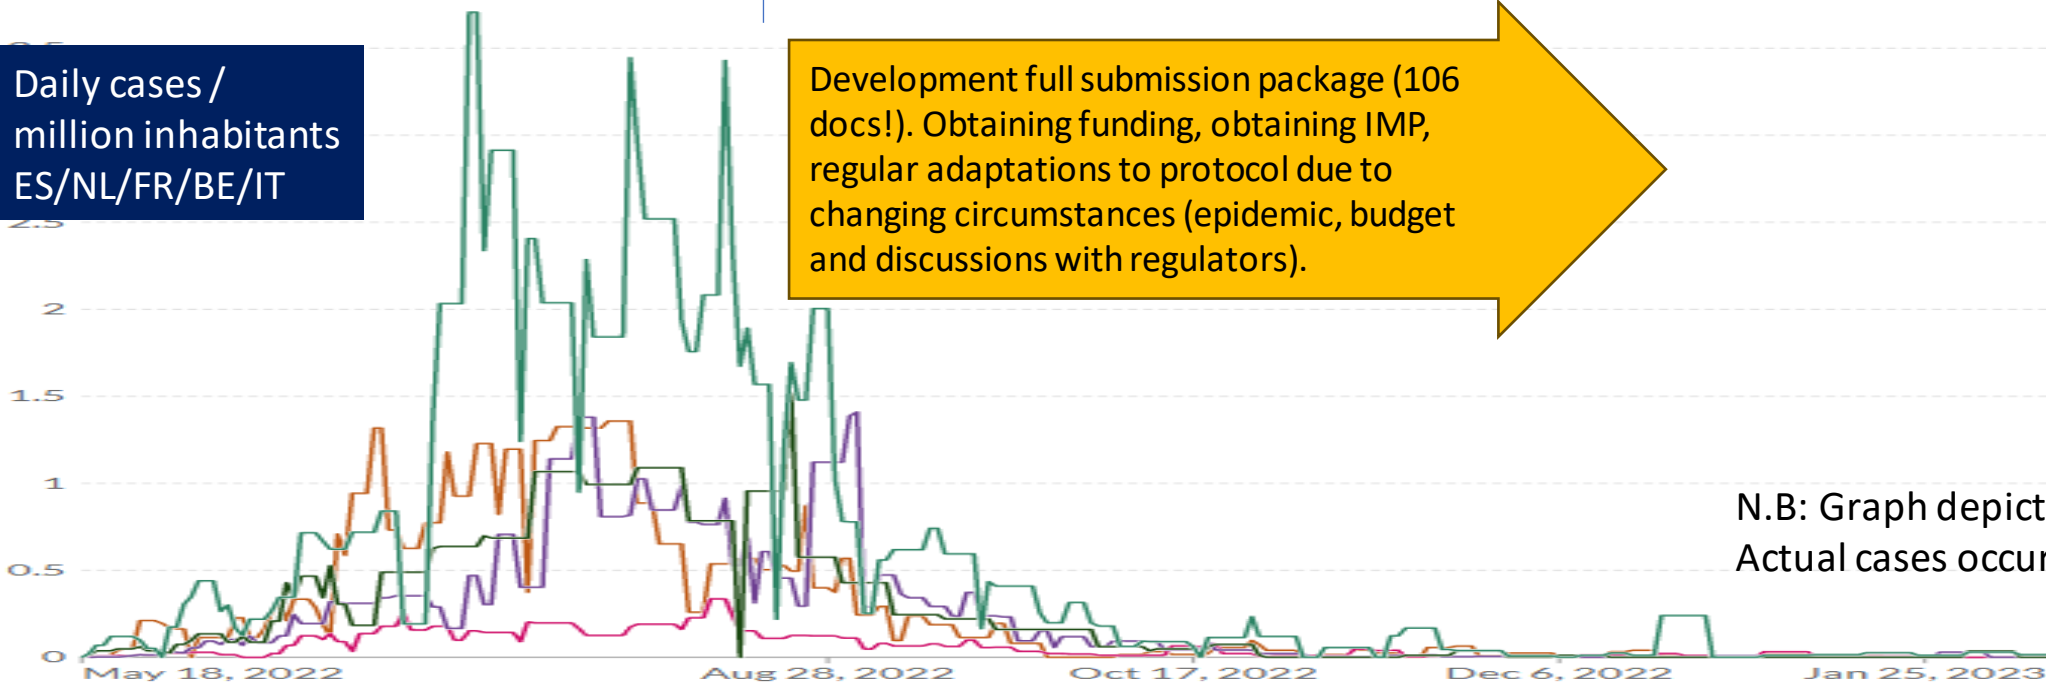 Daily cases /
million inhabitants
ES/NL/FR/BE/IT
Development full submission package (106
docs!). Obtaining funding, obtaining IMP,
regular adaptations to protocol due to
changing circumstances (epidemic, budget
and discussions with regulators).
2.5
2
1.5
1
0.5
0
N.B: Graph depict
Actual cases occur
May 18, 2022
Aug 28, 2022
Oct 17, 2022
Dec 6, 2022
Jan 25, 2023